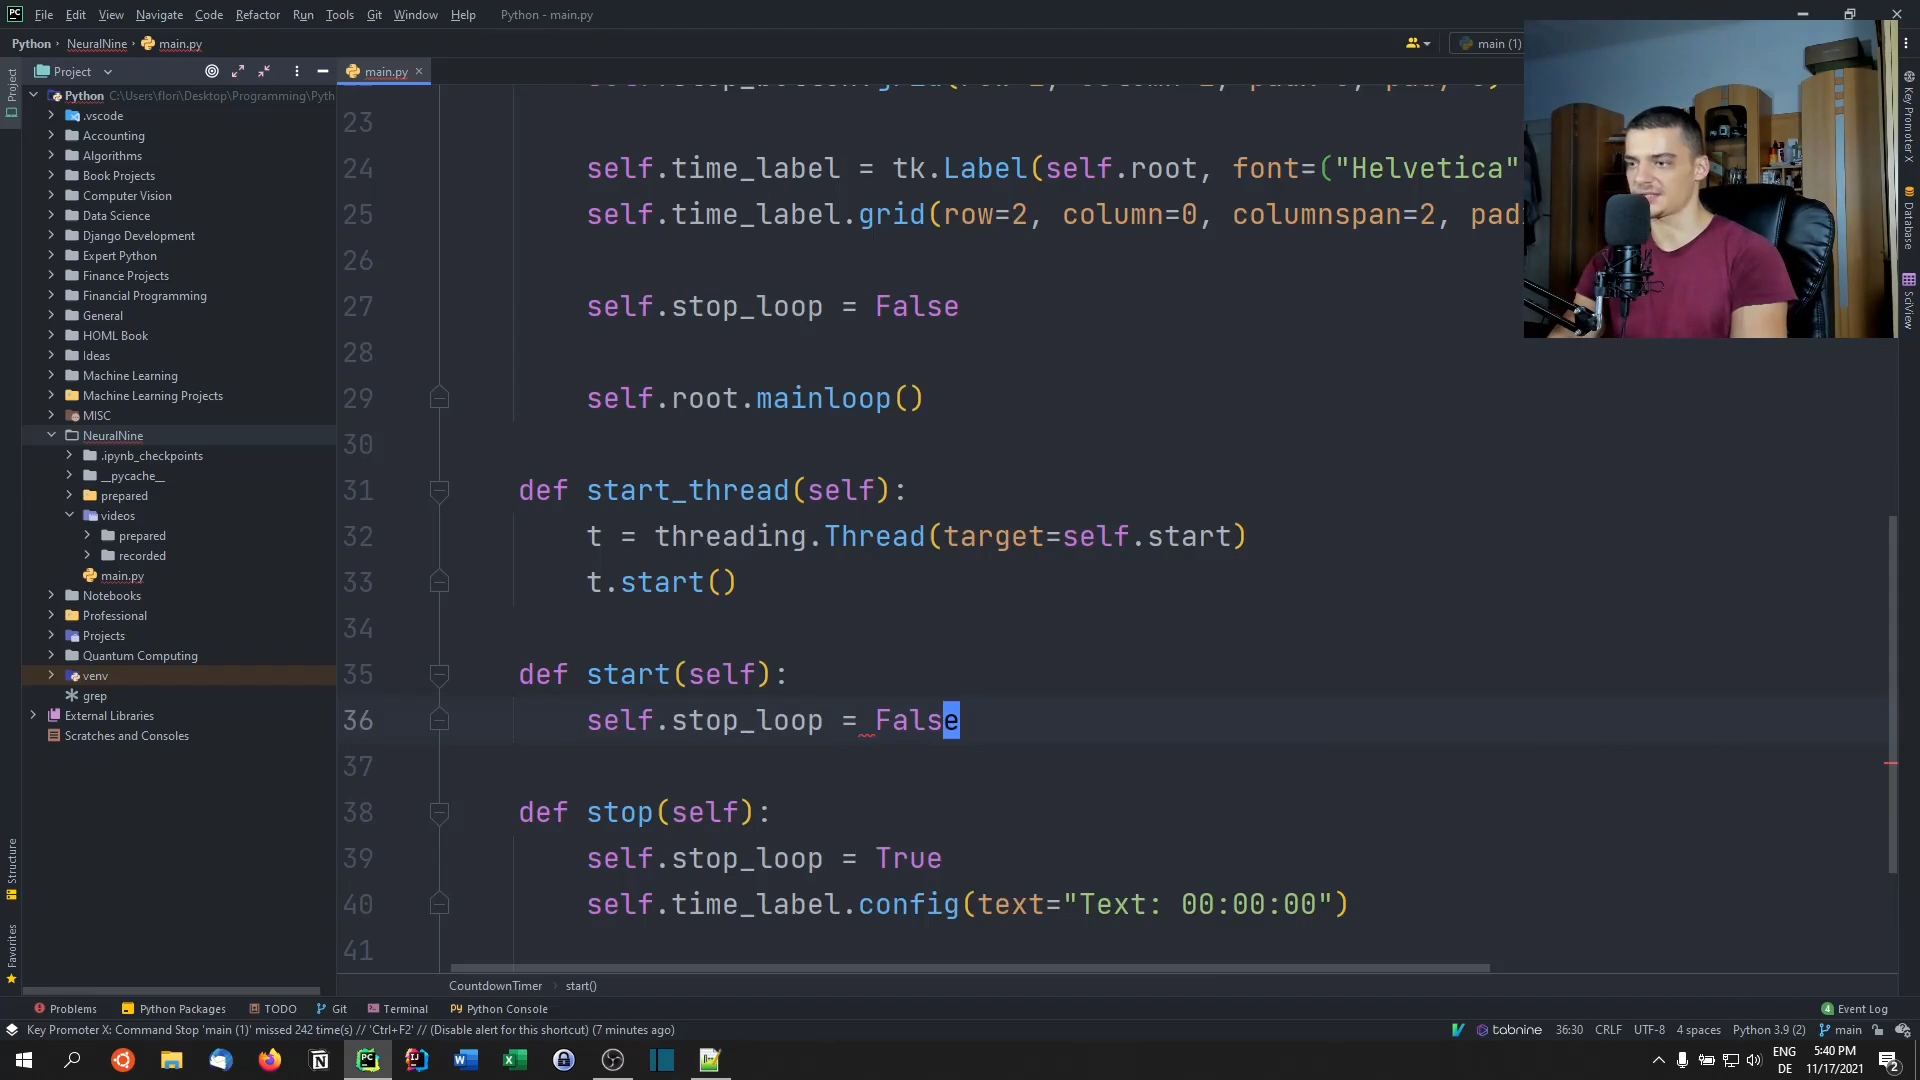 File Edit View Navigate Code Refactor Run Tools Git Window Help Python - main.py
Python NeuralNine main.py main (1)
Project main.py
Python C:\Users\flori\Desktop\Programming\Pyth
.vscode
Accounting
Algorithms
Book Projects
Computer Vision
Data Science
Django Development
Expert Python
Finance Projects
Financial Programming
General
HOML Book
Ideas
Machine Learning
Machine Learning Projects
MISC
NeuralNine
.ipynb_checkpoints
__pycache__
prepared
videos
prepared
recorded
main.py
Notebooks
Professional
Projects
Quantum Computing
venv
grep
External Libraries
Scratches and Consoles
Project
Structure
Favorites
23
24 self.time_label = tk.Label(self.root, font=("Helvetica"
25 self.time_label.grid(row=2, column=0, columnspan=2, pad
26
27 self.stop_loop = False
28
29 self.root.mainloop()
30
31 def start_thread(self):
32 t = threading.Thread(target=self.start)
33 t.start()
34
35 def start(self):
36 self.stop_loop = False
37
38 def stop(self):
39 self.stop_loop = True
40 self.time_label.config(text="Text: 00:00:00")
41
Key Promoter X
Database
SciView
CountdownTimer start()
Problems Python Packages TODO Git Terminal Python Console 4 Event Log
Key Promoter X: Command Stop 'main (1)' missed 242 time(s) // 'Ctrl+F2' // (Disable alert for this shortcut) (7 minutes ago) tabnine 36:30 CRLF UTF-8 4 spaces Python 3.9 (2) main
ENG
DE
5:40 PM
11/17/2021
2